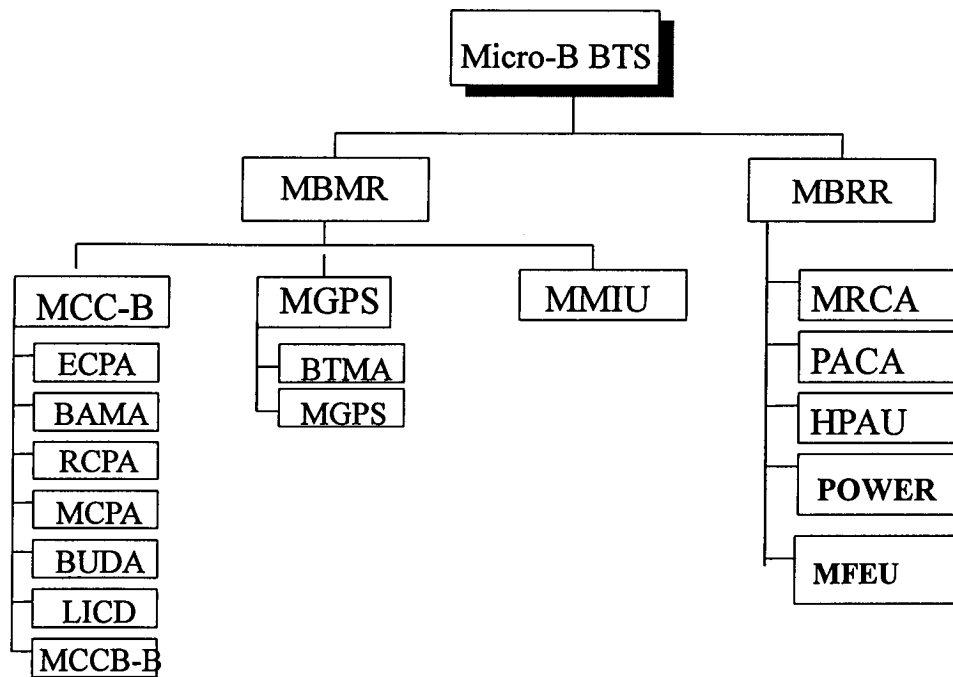 Micro-B BTS
MBMR
MBRR
MCC-B
MGPS
MMIU
ECPA
BAMA
RCPA
MCPA
BUDA
LICD
MCCB-B
BTMA
MGPS
MRCA
PACA
HPAU
POWER
MFEU